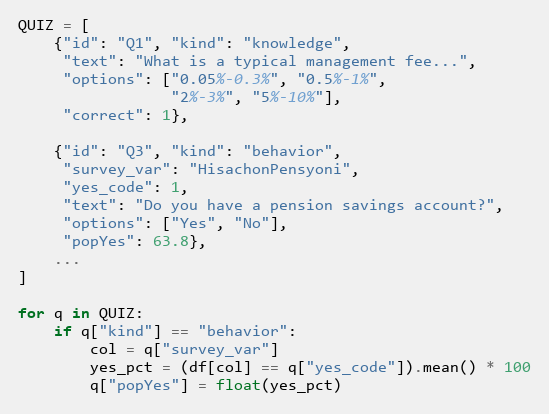 QUIZ = [
    {"id": "Q1", "kind": "knowledge",
     "text": "What is a typical management fee...",
     "options": ["0.05%-0.3%", "0.5%-1%",
                 "2%-3%", "5%-10%"],
     "correct": 1},

    {"id": "Q3", "kind": "behavior",
     "survey_var": "HisachonPensyoni",
     "yes_code": 1,
     "text": "Do you have a pension savings account?",
     "options": ["Yes", "No"],
     "popYes": 63.8},
    ...
]

for q in QUIZ:
    if q["kind"] == "behavior":
        col = q["survey_var"]
        yes_pct = (df[col] == q["yes_code"]).mean() * 100
        q["popYes"] = float(yes_pct)